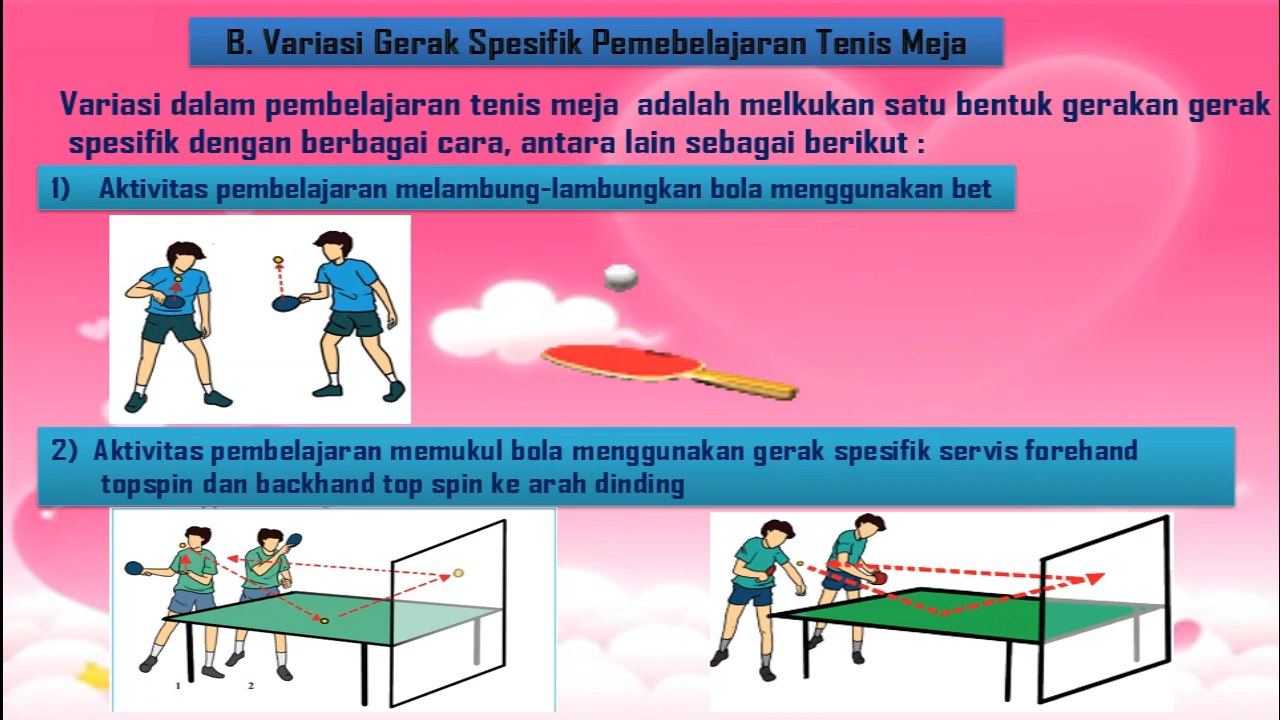 B. Variasi Gerak Spesifik Pemebelajaran Tenis Meja
Variasi dalam pembelajaran tenis meja adalah melkukan satu bentuk gerakan gerak
spesifik dengan berbagai cara, antara lain sebagai berikut :
1) Aktivitas pembelajaran melambung-lambungkan bola menggunakan bet
2) Aktivitas pembelajaran memukul bola menggunakan gerak spesifik servis forehand
topspin dan backhand top spin ke arah dinding
1 2